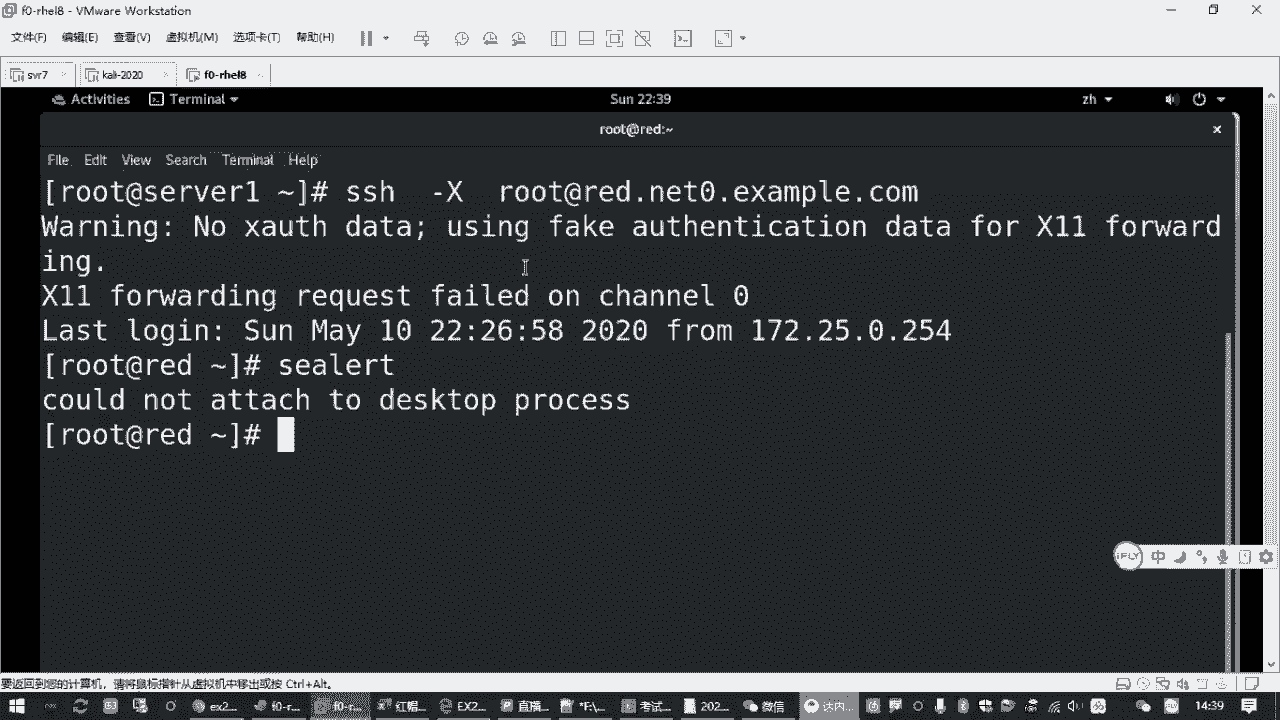 f0-rhel8 - VMware Workstation
文件(F) 编辑(E) 查看(V) 虚拟机(M) 选项卡(T) 帮助(H)
svr7 kali-2020 f0-rhel8
Activities Terminal Sun 22:39 zh
root@red:~
File Edit View Search Terminal Help
[root@server1 ~]# ssh  -X  root@red.net0.example.com
Warning: No xauth data; using fake authentication data for X11 forward
ing.
X11 forwarding request failed on channel 0
Last login: Sun May 10 22:26:58 2020 from 172.25.0.254
[root@red ~]# sealert
could not attach to desktop process
[root@red ~]#
iFLY 中
要返回到您的计算机，请将鼠标指针从虚拟机中移出或按 Ctrl+Alt。
ex2... f0-r... f0-r... 红帽... EX2... 直播... "F:\... 考试... 202... 微信 达内... 14:39